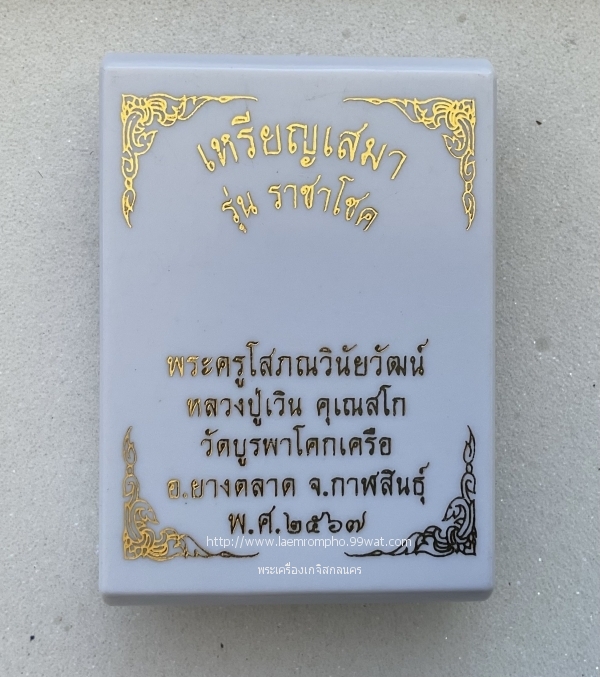 เหรียญเสมา
รุ่น ราชาโชค
พระครูโสภณวินัยวัฒน์
หลวงปู่เวิน คุเณสโก
วัดบูรพาโคกเครือ
อ.ยางตลาด จ.กาฬสินธุ์
พ.ศ.๒๕๖๗
http://www.laemrompho.99wat.com
พระเครื่องเกจิสกลนคร